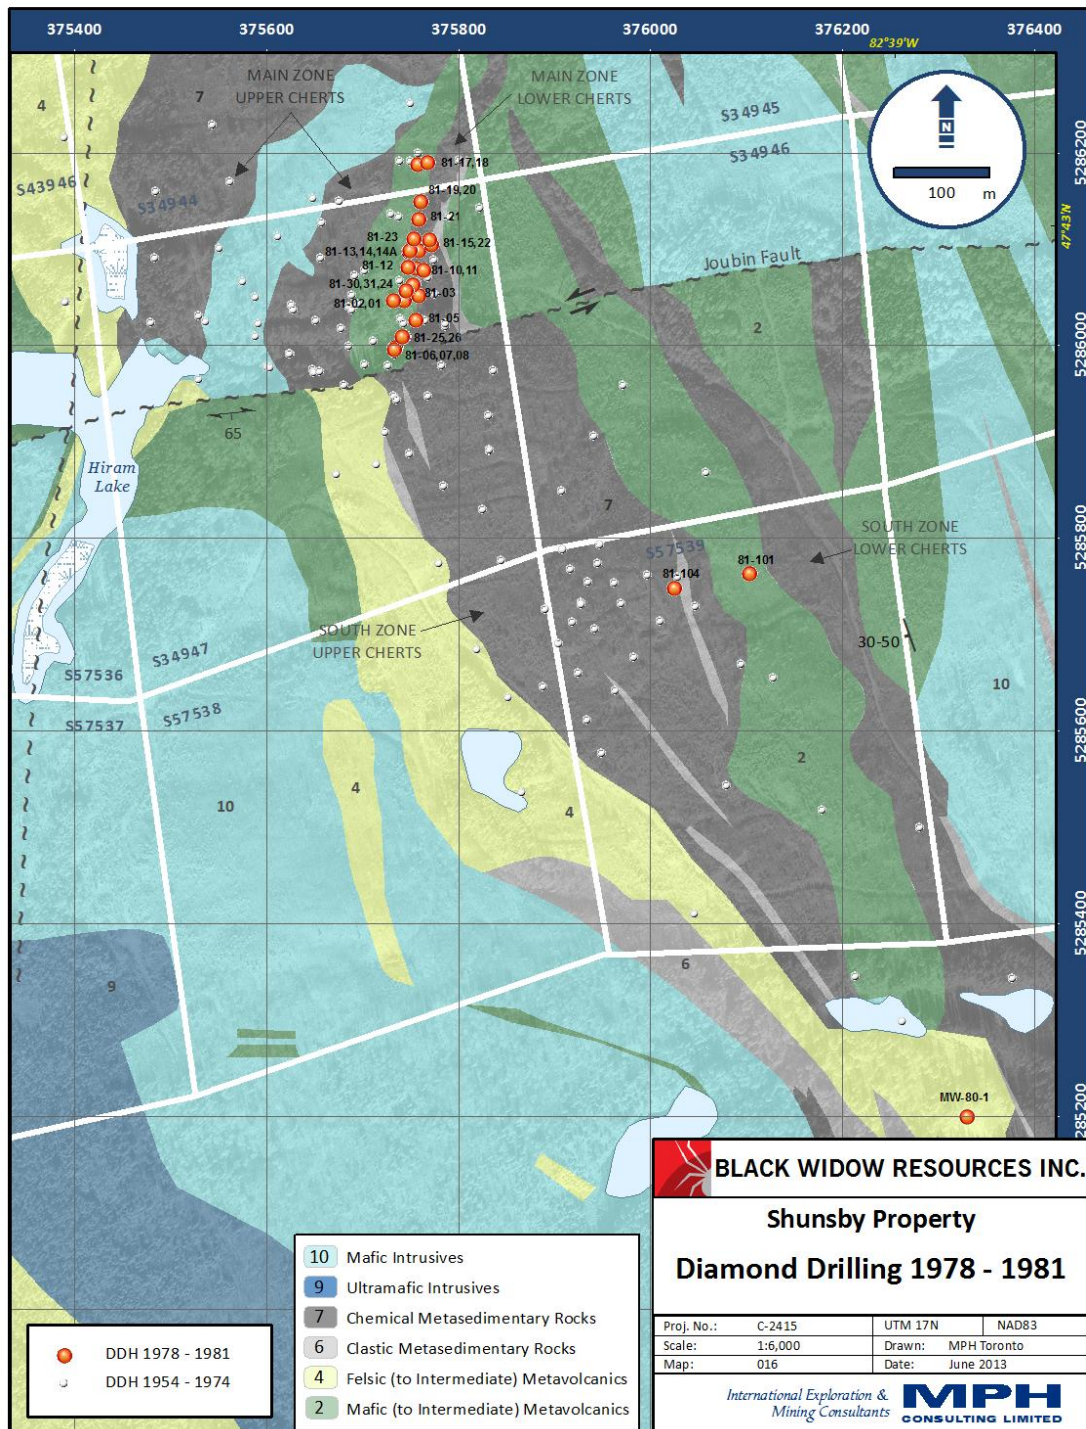 375400
375600
375800
376000
376200
376400
82°39'W
MAIN ZONE
UPPER CHERTS
MAIN ZONE
LOWER CHERTS
4
7
S34945
S34946
N
100 m
5286200
47°43'N
S43946
S34944
81-17,18
81-19,20
81-21
81-23
81-15,22
81-13,14,14A
81-12
81-10,11
81-30,31,24
81-03
81-02,01
81-05
81-25,26
81-06,07,08
Joubin Fault
2
5286000
65
Hiram
Lake
7
SOUTH ZONE
LOWER CHERTS
5285800
S57539
81-101
81-104
SOUTH ZONE
UPPER CHERTS
30-50
S34947
S57536
S57537
S57538
10
5285600
2
4
10
4
5285400
6
9
MW-80-1
285200
BLACK WIDOW RESOURCES INC.
Shunsby Property
Diamond Drilling 1978 - 1981
Proj. No.: C-2415 UTM 17N NAD83
Scale: 1:6,000 Drawn: MPH Toronto
Map: 016 Date: June 2013
International Exploration &
Mining Consultants
MPH
CONSULTING LIMITED
10 Mafic Intrusives
9 Ultramafic Intrusives
7 Chemical Metasedimentary Rocks
6 Clastic Metasedimentary Rocks
4 Felsic (to Intermediate) Metavolcanics
2 Mafic (to Intermediate) Metavolcanics
DDH 1978 - 1981
DDH 1954 - 1974